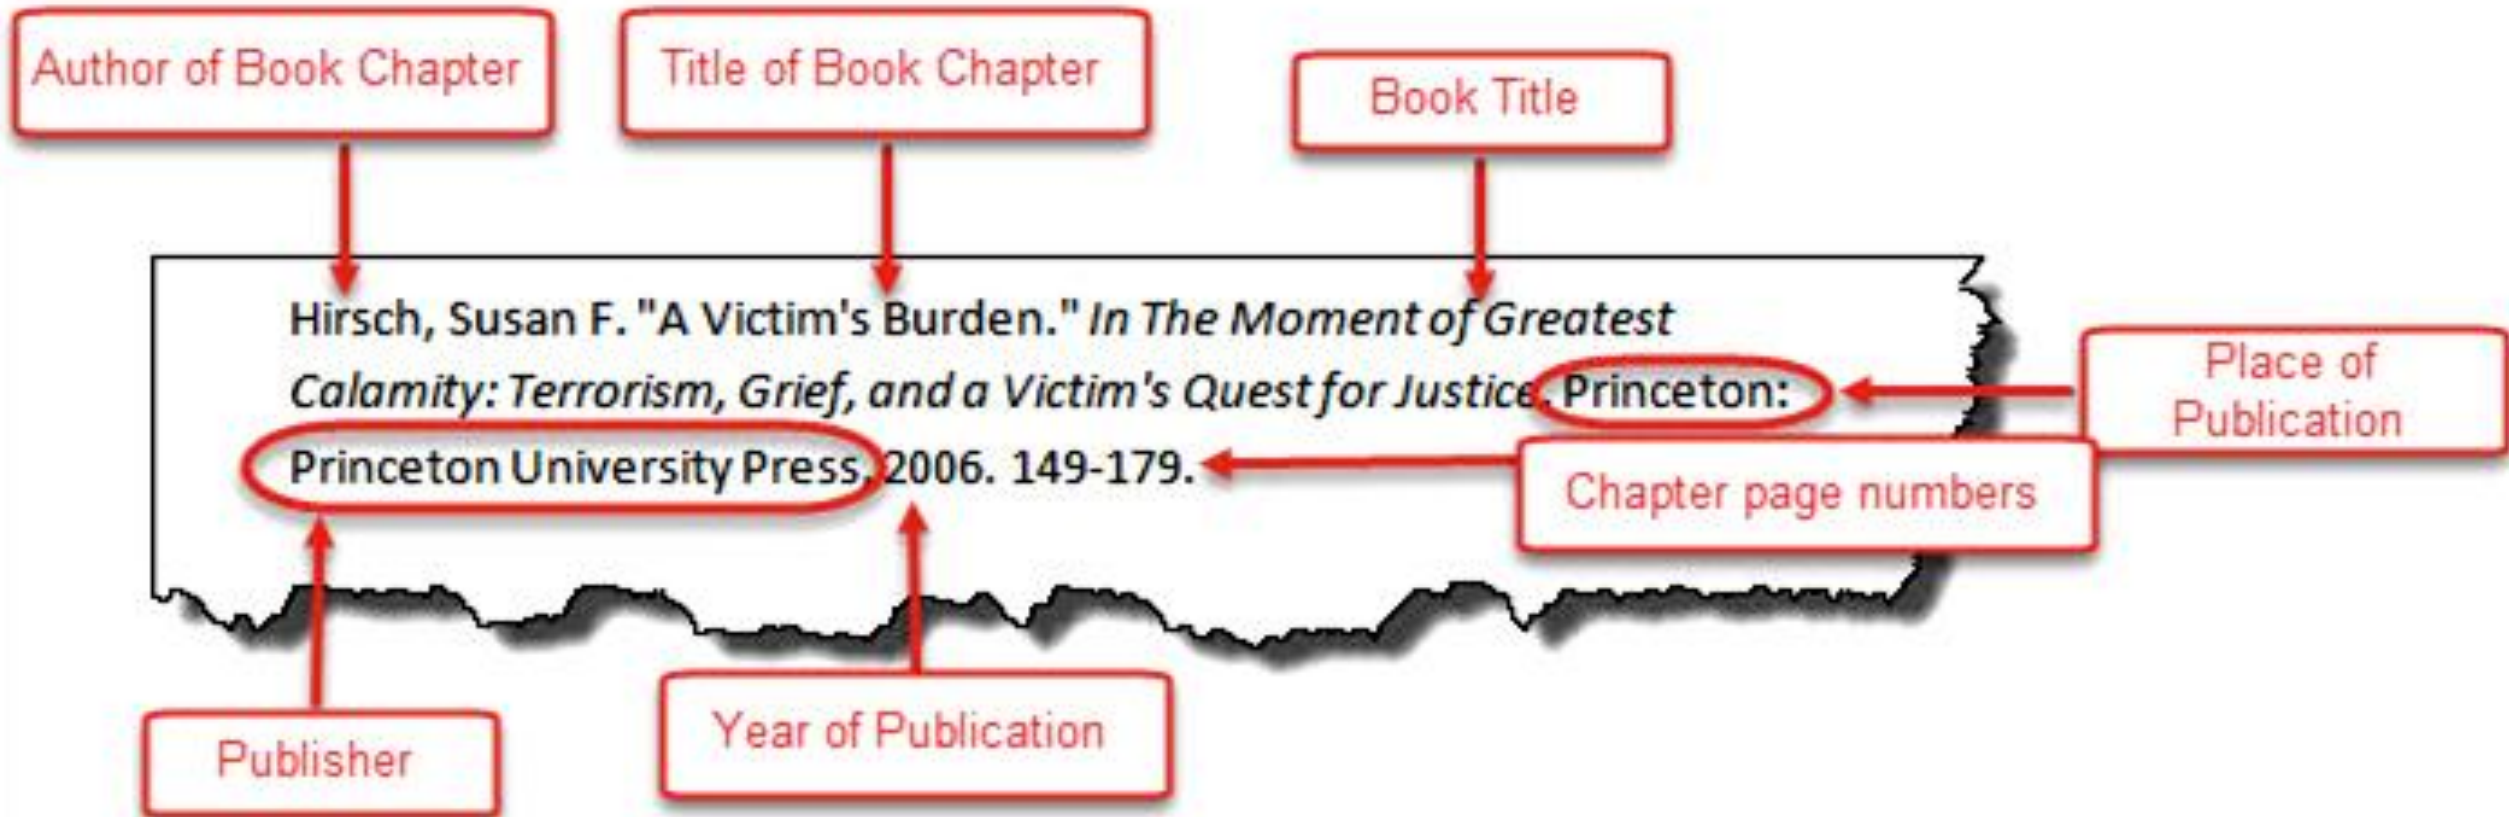 Author of Book Chapter
Title of Book Chapter
Book Title
Hirsch, Susan F. "A Victim's Burden." In The Moment of Greatest
Calamity: Terrorism, Grief, and a Victim's Quest for Justice. Princeton:
Princeton University Press, 2006. 149-179.
Place of
Publication
Chapter page numbers
Publisher
Year of Publication